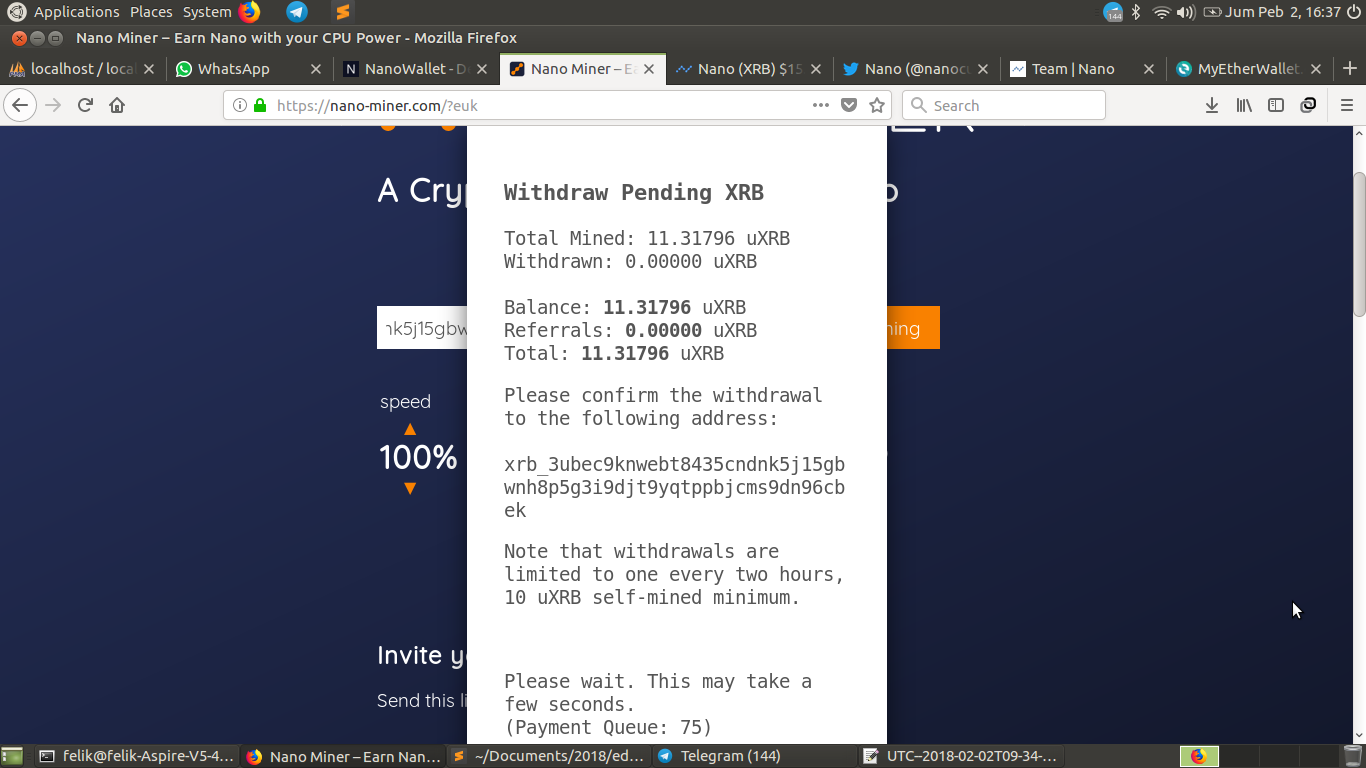 Applications Places System
144
Jum Peb 2, 16:37
Nano Miner – Earn Nano with your CPU Power - Mozilla Firefox
localhost / loca
WhatsApp
NanoWallet - D
Nano Miner – Ea
Nano (XRB) $15
Nano (@nanocu
Team | Nano
MyEtherWallet.
https://nano-miner.com/?euk
Search
A Cryp
Withdraw Pending XRB
Total Mined: 11.31796 uXRB
Withdrawn: 0.00000 uXRB
Balance: 11.31796 uXRB
Referrals: 0.00000 uXRB
Total: 11.31796 uXRB
nk5j15gbw
ning
Please confirm the withdrawal
to the following address:
speed
100%
xrb_3ubec9knwebt8435cndnk5j15gb
wnh8p5g3i9djt9yqtppbjcms9dn96cb
ek
Note that withdrawals are
limited to one every two hours,
10 uXRB self-mined minimum.
Invite y
Send this li
Please wait. This may take a
few seconds.
(Payment Queue: 75)
felik@felik-Aspire-V5-4...
Nano Miner – Earn Nan...
~/Documents/2018/ed...
Telegram (144)
UTC--2018-02-02T09-34-...